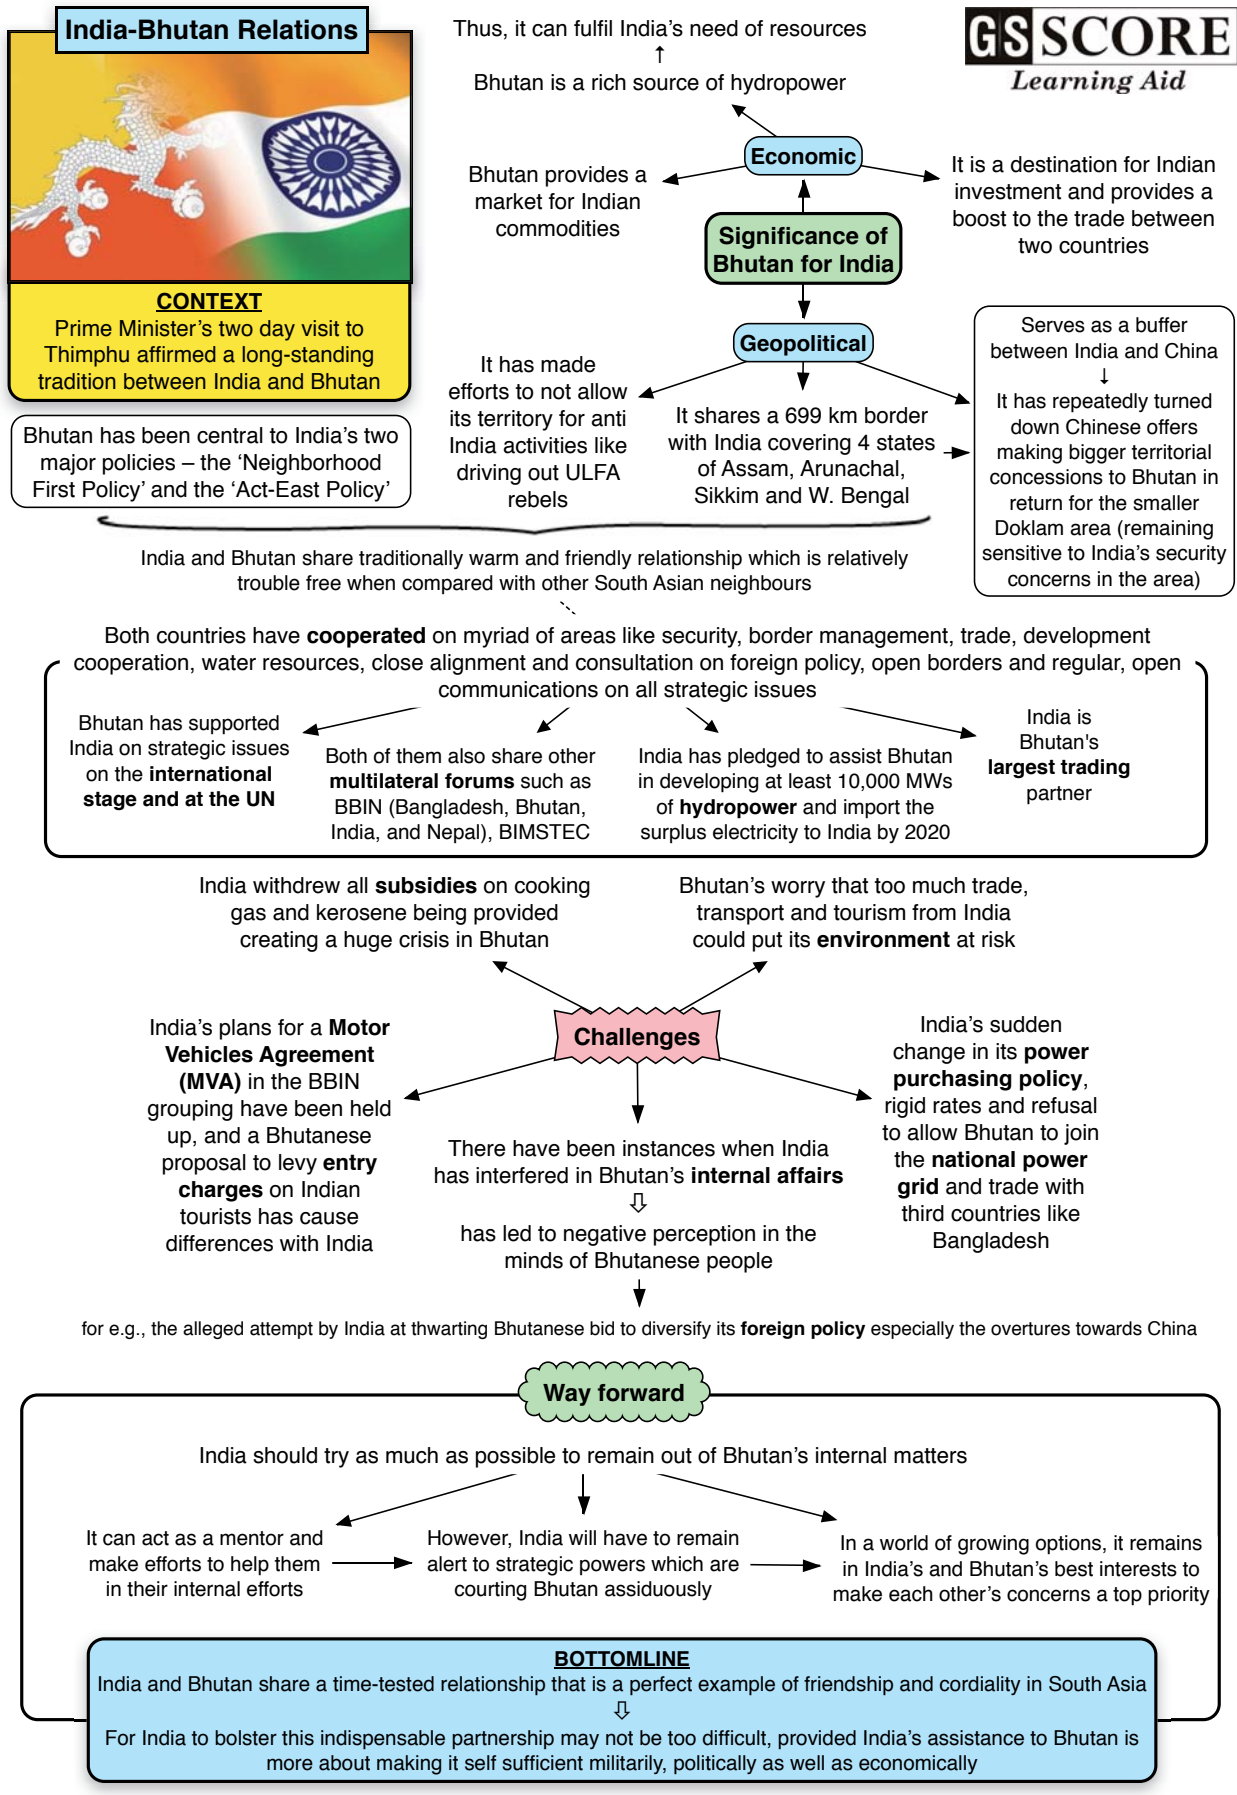 India-Bhutan Relations
GS SCORE
Learning Aid
CONTEXT
Prime Minister's two day visit to
Thimphu affirmed a long-standing
tradition between India and Bhutan
Bhutan has been central to India's two
major policies – the 'Neighborhood
First Policy' and the 'Act-East Policy'
Thus, it can fulfil India's need of resources
↑
Bhutan is a rich source of hydropower
Economic
Bhutan provides a
market for Indian
commodities
It is a destination for Indian
investment and provides a
boost to the trade between
two countries
Significance of
Bhutan for India
Geopolitical
It has made
efforts to not allow
its territory for anti
India activities like
driving out ULFA
rebels
It shares a 699 km border
with India covering 4 states
of Assam, Arunachal,
Sikkim and W. Bengal
Serves as a buffer
between India and China
↓
It has repeatedly turned
down Chinese offers
making bigger territorial
concessions to Bhutan in
return for the smaller
Doklam area (remaining
sensitive to India's security
concerns in the area)
India and Bhutan share traditionally warm and friendly relationship which is relatively
trouble free when compared with other South Asian neighbours
Both countries have cooperated on myriad of areas like security, border management, trade, development
cooperation, water resources, close alignment and consultation on foreign policy, open borders and regular, open
communications on all strategic issues
Bhutan has supported
India on strategic issues
on the international
stage and at the UN
Both of them also share other
multilateral forums such as
BBIN (Bangladesh, Bhutan,
India, and Nepal), BIMSTEC
India has pledged to assist Bhutan
in developing at least 10,000 MWs
of hydropower and import the
surplus electricity to India by 2020
India is
Bhutan's
largest trading
partner
India withdrew all subsidies on cooking
gas and kerosene being provided
creating a huge crisis in Bhutan
Bhutan's worry that too much trade,
transport and tourism from India
could put its environment at risk
Challenges
India's plans for a Motor
Vehicles Agreement
(MVA) in the BBIN
grouping have been held
up, and a Bhutanese
proposal to levy entry
charges on Indian
tourists has cause
differences with India
There have been instances when India
has interfered in Bhutan's internal affairs
⇩
has led to negative perception in the
minds of Bhutanese people
India's sudden
change in its power
purchasing policy,
rigid rates and refusal
to allow Bhutan to join
the national power
grid and trade with
third countries like
Bangladesh
for e.g., the alleged attempt by India at thwarting Bhutanese bid to diversify its foreign policy especially the overtures towards China
Way forward
India should try as much as possible to remain out of Bhutan's internal matters
It can act as a mentor and
make efforts to help them
in their internal efforts
However, India will have to remain
alert to strategic powers which are
courting Bhutan assiduously
In a world of growing options, it remains
in India's and Bhutan's best interests to
make each other's concerns a top priority
BOTTOMLINE
India and Bhutan share a time-tested relationship that is a perfect example of friendship and cordiality in South Asia
⇩
For India to bolster this indispensable partnership may not be too difficult, provided India's assistance to Bhutan is
more about making it self sufficient militarily, politically as well as economically